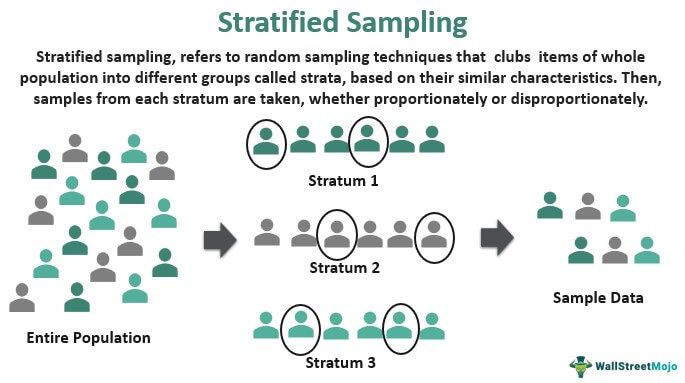 Stratified Sampling
Stratified sampling, refers to random sampling techniques that clubs items of whole
population into different groups called strata, based on their similar characteristics. Then,
samples from each stratum are taken, whether proportionately or disproportionately.
Stratum 1
Stratum 2
Stratum 3
Entire Population
Sample Data
WallStreetMojo